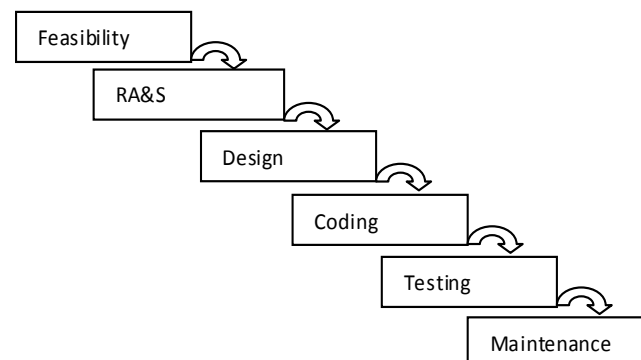 Feasibility
RA&S
Design
Coding
Testing
Maintenance